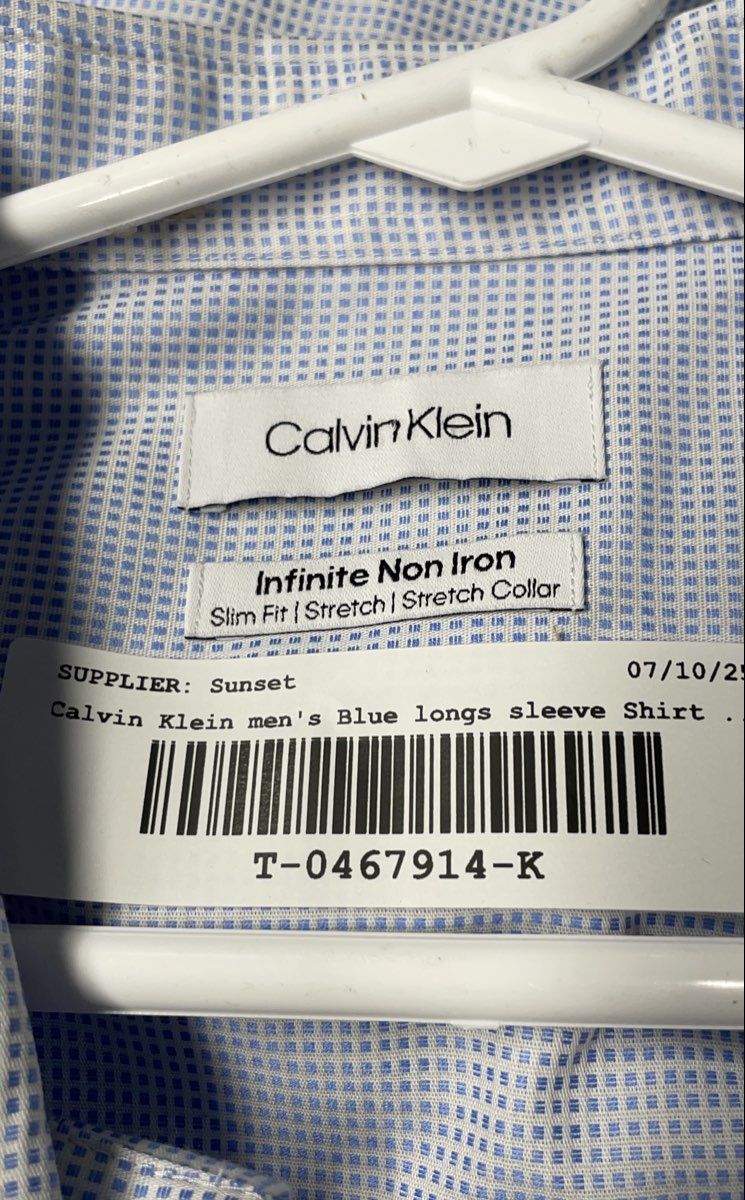 Calvin Klein
Infinite Non Iron
Slim Fit | Stretch | Stretch Collar
SUPPLIER: Sunset 07/10/2
Calvin Klein men's Blue longs sleeve Shirt .
T-0467914-K